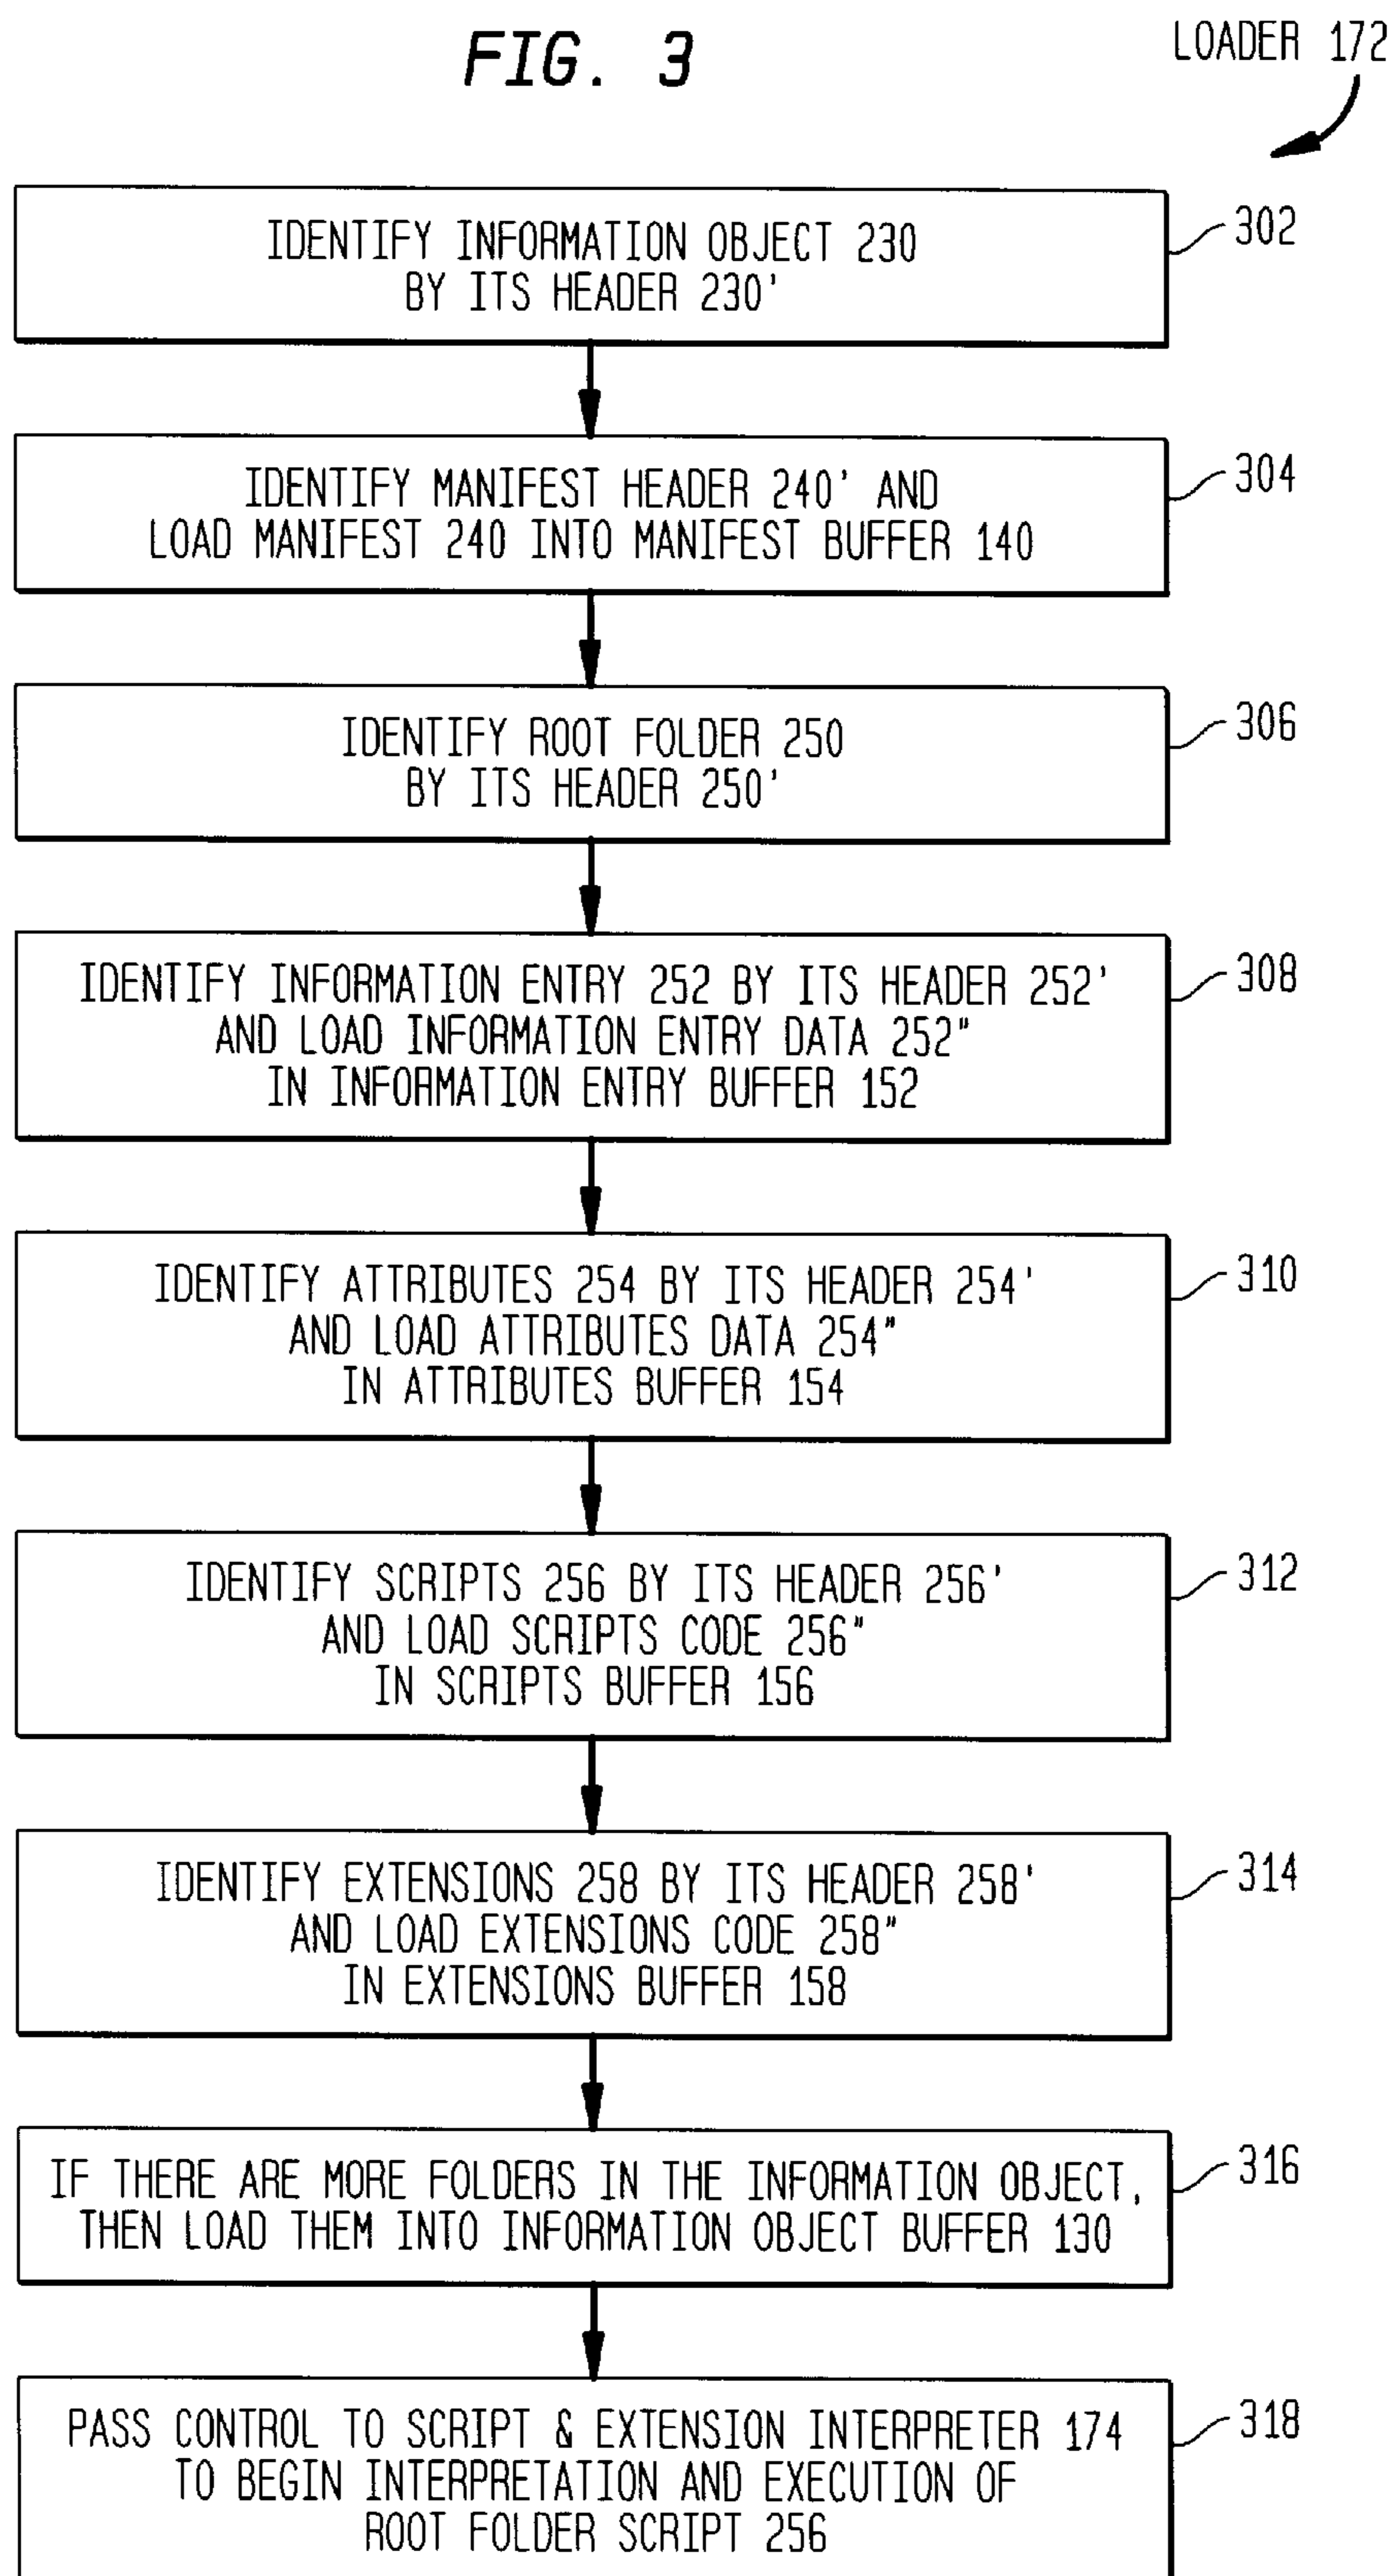 FIG. 3
LOADER 172
IDENTIFY INFORMATION OBJECT 230
BY ITS HEADER 230'
302
IDENTIFY MANIFEST HEADER 240' AND
LOAD MANIFEST 240 INTO MANIFEST BUFFER 140
304
IDENTIFY ROOT FOLDER 250
BY ITS HEADER 250'
306
IDENTIFY INFORMATION ENTRY 252 BY ITS HEADER 252'
AND LOAD INFORMATION ENTRY DATA 252"
IN INFORMATION ENTRY BUFFER 152
308
IDENTIFY ATTRIBUTES 254 BY ITS HEADER 254'
AND LOAD ATTRIBUTES DATA 254"
IN ATTRIBUTES BUFFER 154
310
IDENTIFY SCRIPTS 256 BY ITS HEADER 256'
AND LOAD SCRIPTS CODE 256"
IN SCRIPTS BUFFER 156
312
IDENTIFY EXTENSIONS 258 BY ITS HEADER 258'
AND LOAD EXTENSIONS CODE 258"
IN EXTENSIONS BUFFER 158
314
IF THERE ARE MORE FOLDERS IN THE INFORMATION OBJECT,
THEN LOAD THEM INTO INFORMATION OBJECT BUFFER 130
316
PASS CONTROL TO SCRIPT & EXTENSION INTERPRETER 174
TO BEGIN INTERPRETATION AND EXECUTION OF
ROOT FOLDER SCRIPT 256
318